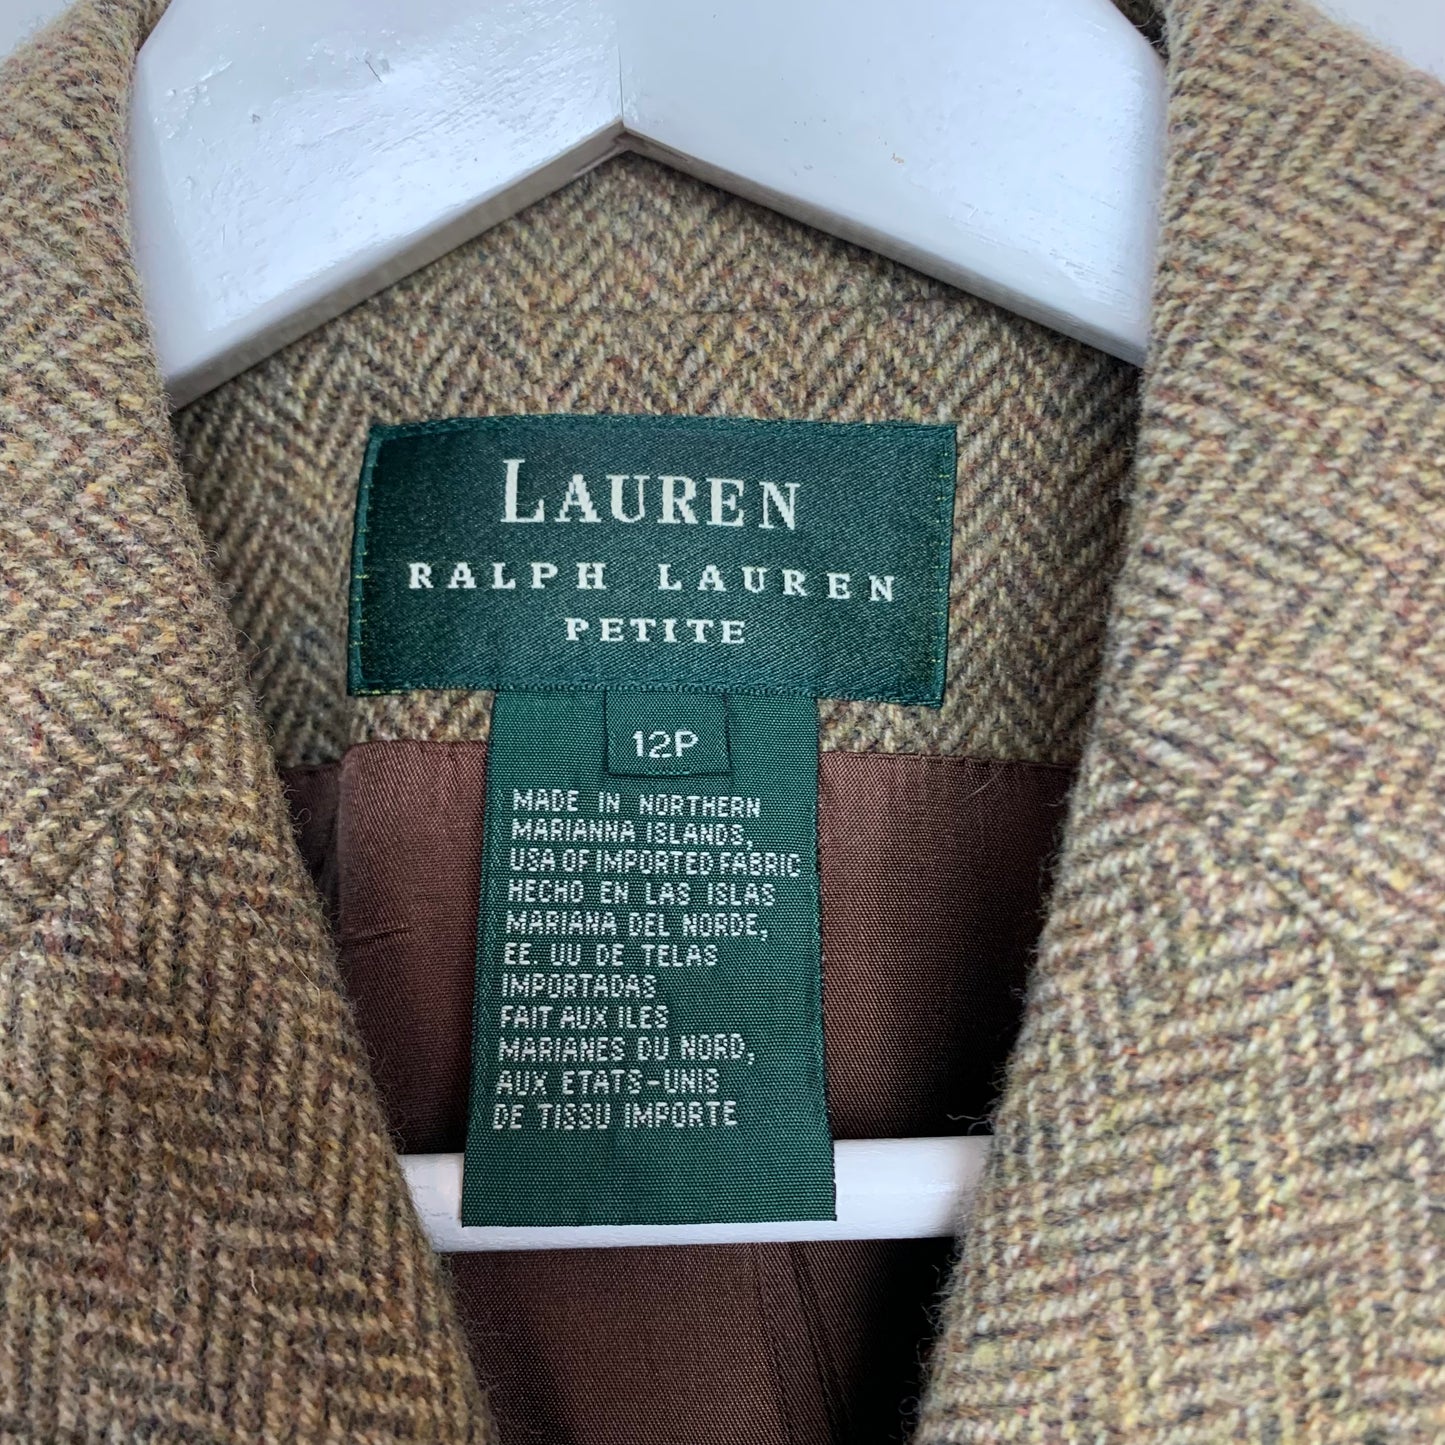 LAUREN
RALPH LAUREN
PETITE
12P
MADE IN NORTHERN
MARIANNA ISLANDS,
USA OF IMPORTED FABRIC
HECHO EN LAS ISLAS
MARIANA DEL NORDE,
EE. UU DE TELAS
IMPORTADAS
FAIT AUX ILES
MARIANES DU NORD,
AUX ETATS-UNIS
DE TISSU IMPORTE